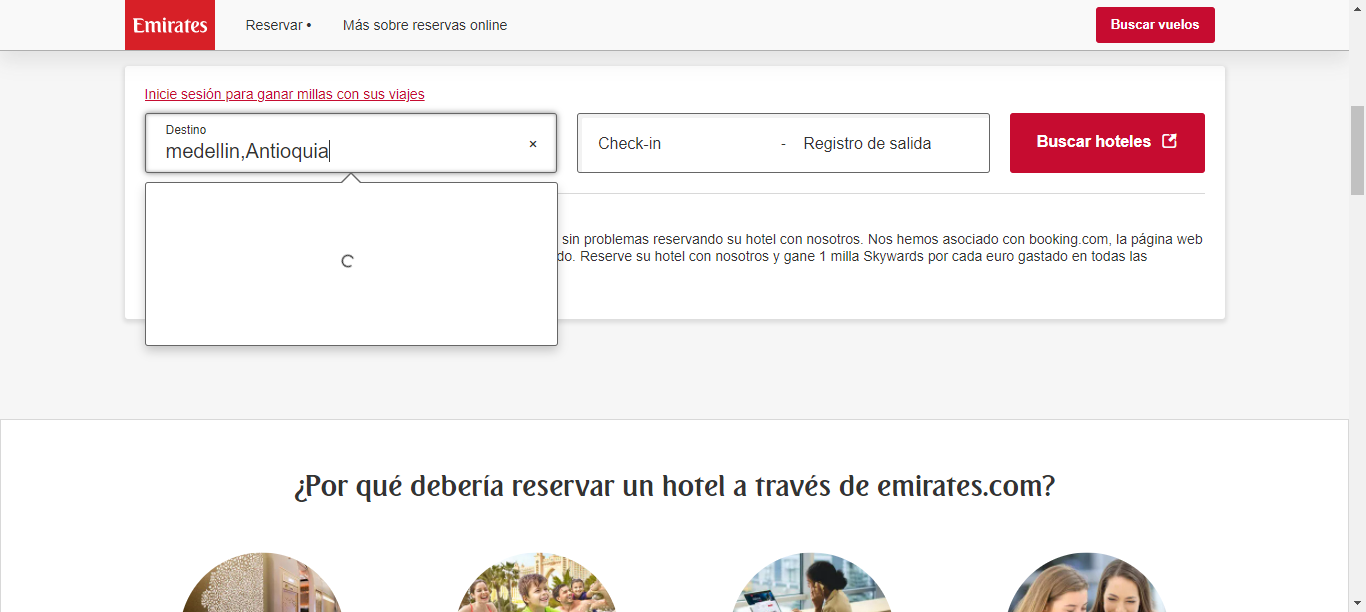 Emirates
Reservar •
Más sobre reservas online
Buscar vuelos
Inicie sesión para ganar millas con sus viajes
Destino
medellin,Antioquia
×
Check-in
-
Registro de salida
Buscar hoteles
sin problemas reservando su hotel con nosotros. Nos hemos asociado con booking.com, la página web
do. Reserve su hotel con nosotros y gane 1 milla Skywards por cada euro gastado en todas las
¿Por qué debería reservar un hotel a través de emirates.com?